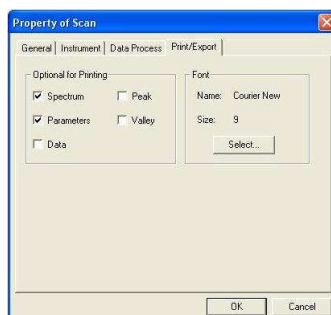 Property of Scan
General Instrument Data Process Print/Export
Optional for Printing
Spectrum Peak
Parameters Valley
Data
Font
Name: Courier New
Size: 9
Select...
OK Cancel